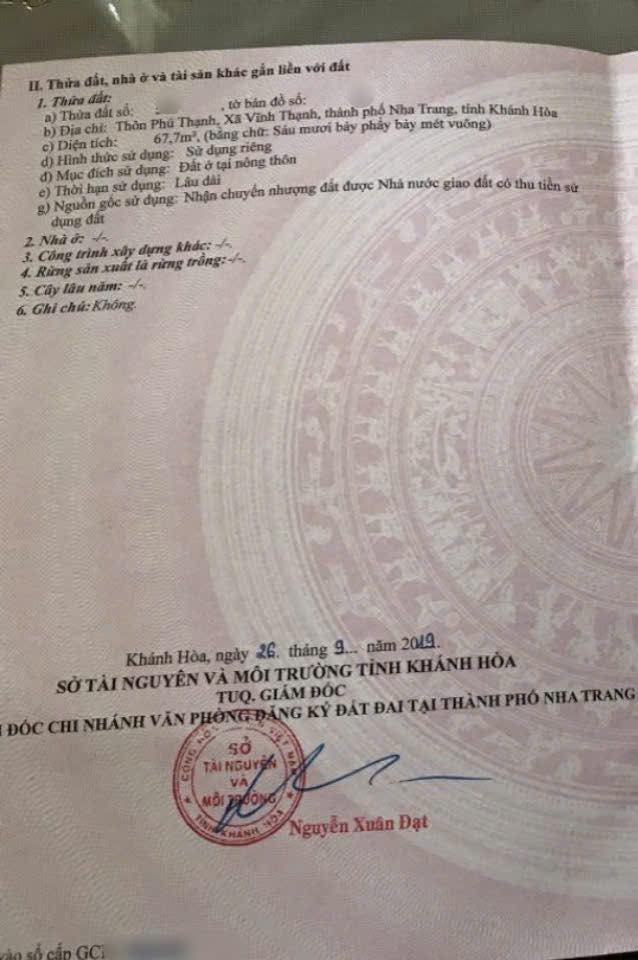 II. Thửa đất, nhà ở và tài sản khác gắn liền với đất
1. Thửa đất:
a) Thửa đất số: , tờ bản đồ số:
b) Địa chỉ: Thôn Phú Thạnh, Xã Vĩnh Thạnh, thành phố Nha Trang, tỉnh Khánh Hòa
c) Diện tích: 67,7m², (bằng chữ: Sáu mươi bảy phẩy bảy mét vuông)
d) Hình thức sử dụng: Sử dụng riêng
đ) Mục đích sử dụng: Đất ở tại nông thôn
e) Thời hạn sử dụng: Lâu dài
g) Nguồn gốc sử dụng: Nhận chuyển nhượng đất được Nhà nước giao đất có thu tiền sử
dụng đất
2. Nhà ở: -/-.
3. Công trình xây dựng khác: -/-.
4. Rừng sản xuất là rừng trồng: -/-.
5. Cây lâu năm: -/-.
6. Ghi chú: Không.
Khánh Hòa, ngày 26. tháng 9... năm 2019.
SỞ TÀI NGUYÊN VÀ MÔI TRƯỜNG TỈNH KHÁNH HÒA
TUQ. GIÁM ĐỐC
ĐỐC CHI NHÁNH VĂN PHÒNG ĐĂNG KÝ ĐẤT ĐAI TẠI THÀNH PHỐ NHA TRANG
SỞ
TÀI NGUYÊN
VÀ
MÔI TRƯỜNG
TỈNH KHÁNH HÒA
Nguyễn Xuân Đạt
vào sổ cấp GC